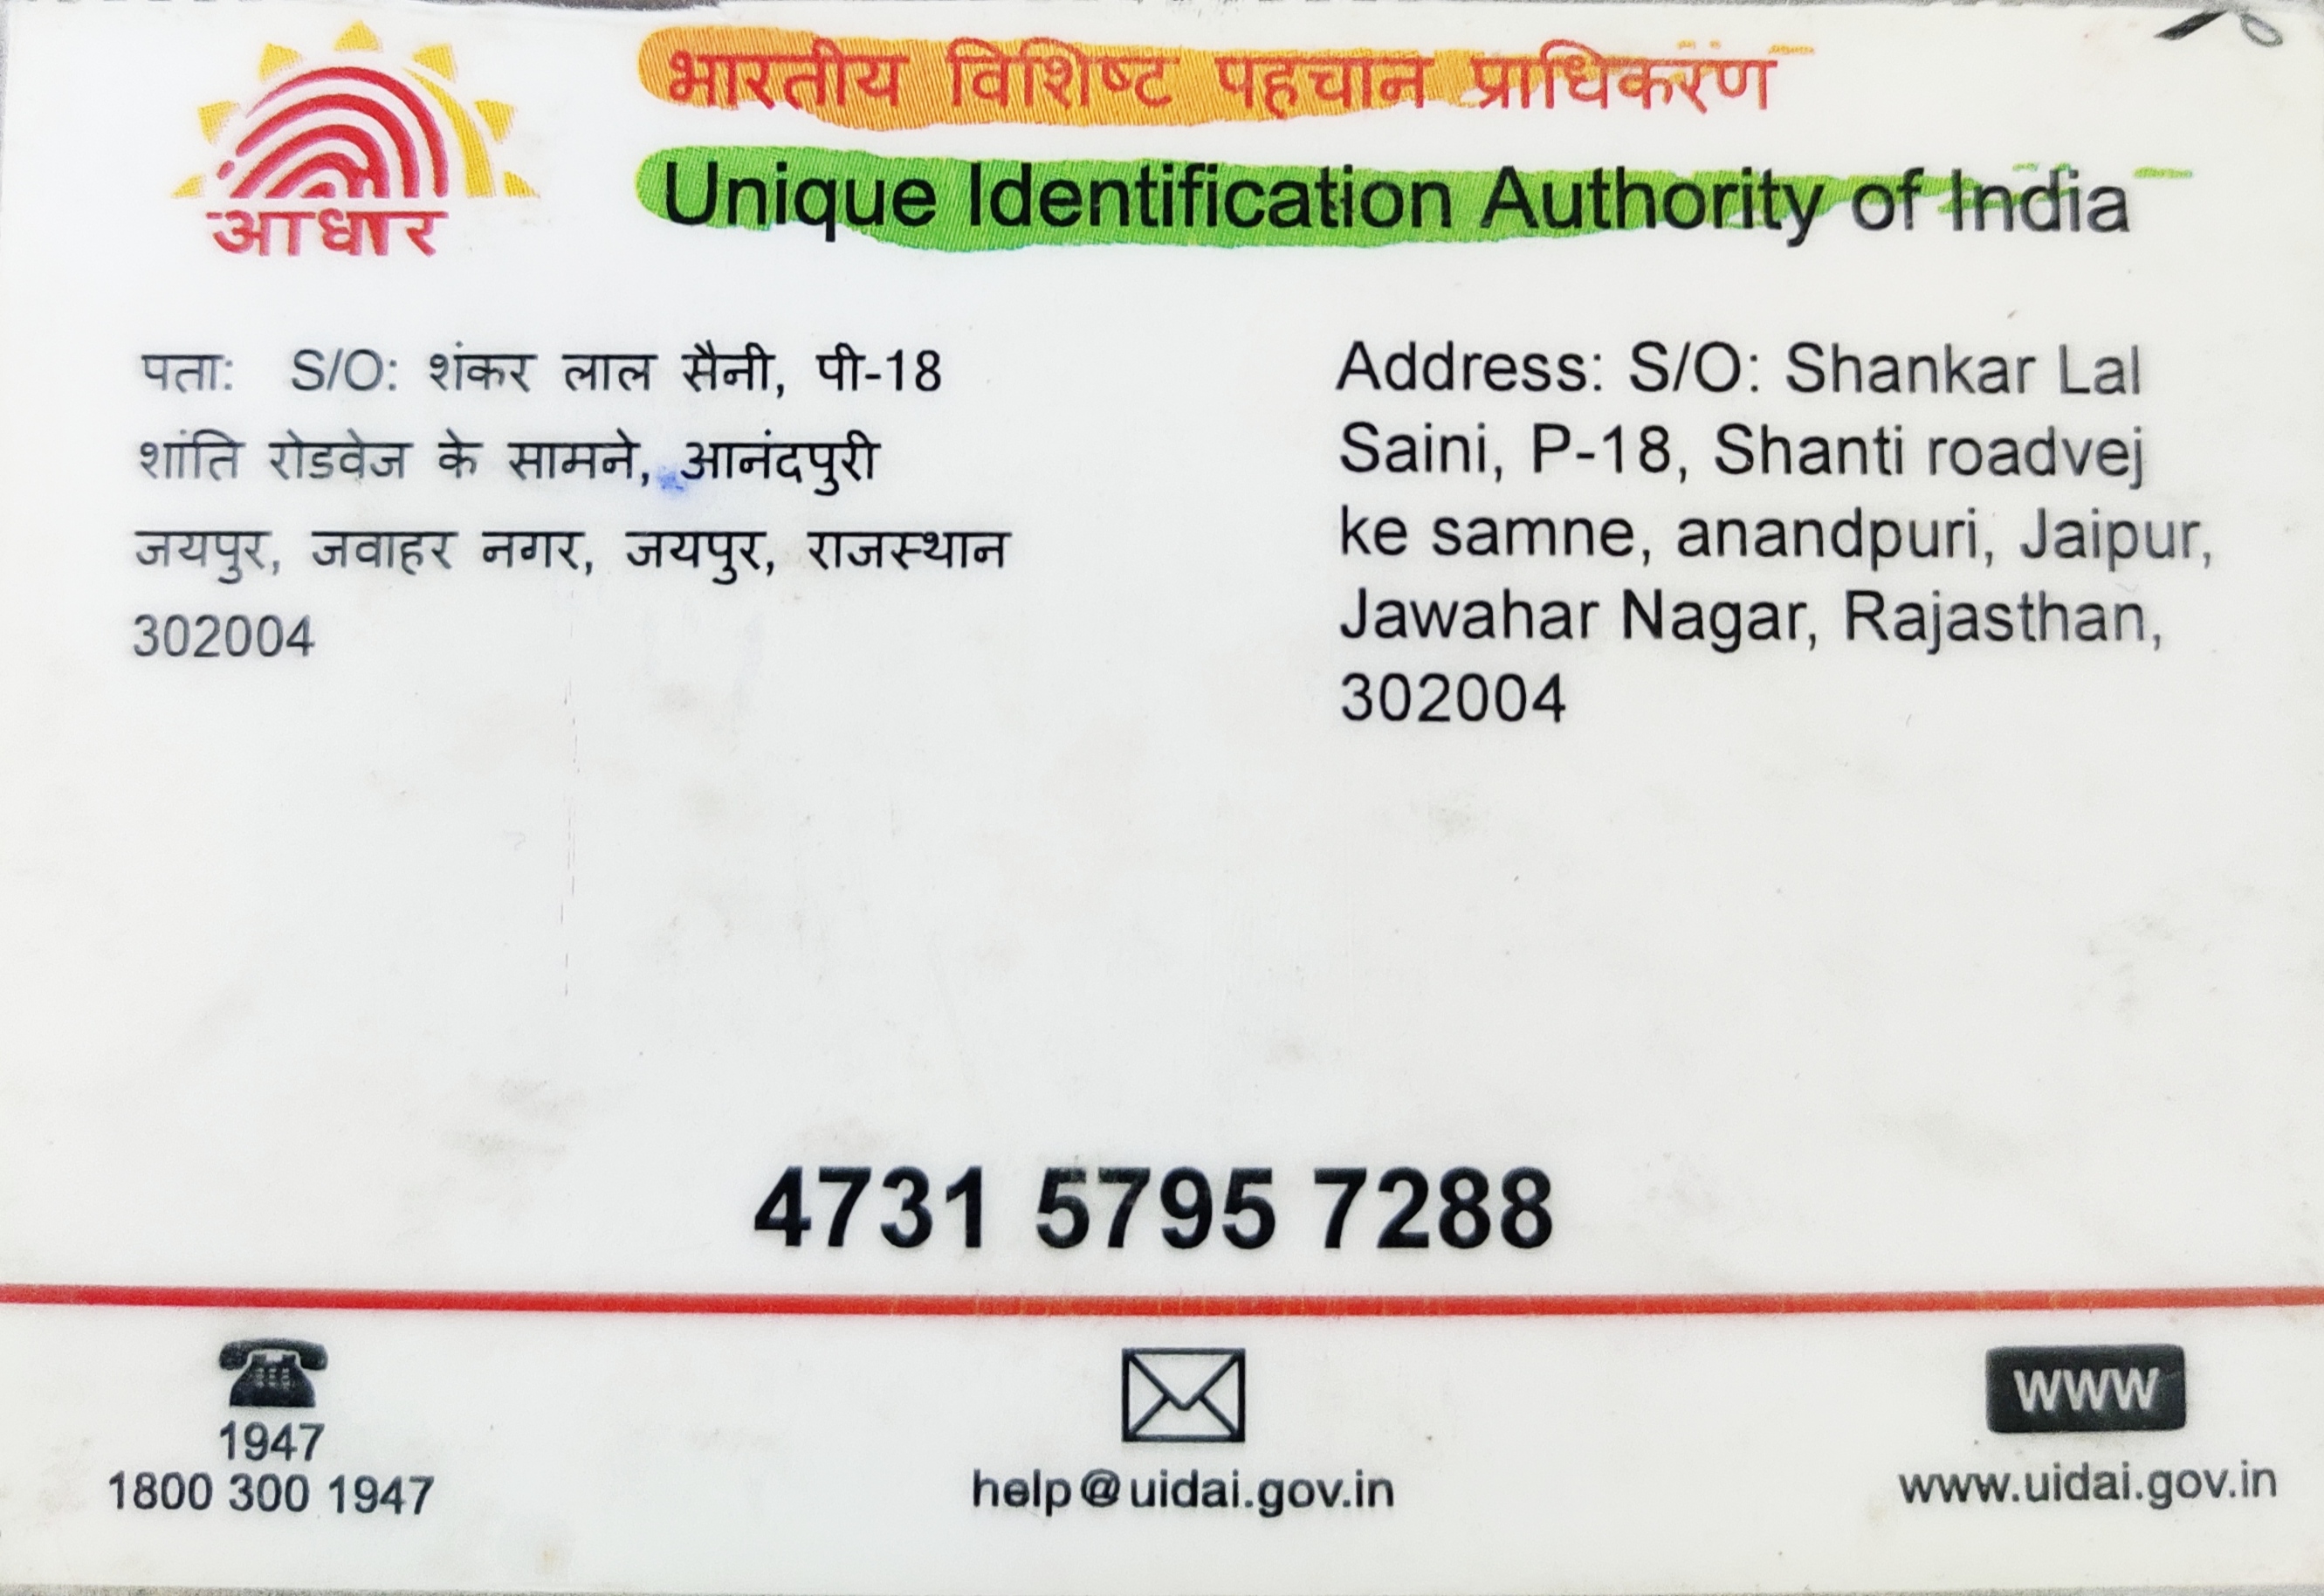 भारतीय विशिष्ट पहचान प्राधिकरण
Unique Identification Authority of India
आधार
पता: S/O: शंकर लाल सैनी, पी-18
शांति रोडवेज के सामने, आनंदपुरी
जयपुर, जवाहर नगर, जयपुर, राजस्थान
302004
Address: S/O: Shankar Lal
Saini, P-18, Shanti roadvej
ke samne, anandpuri, Jaipur,
Jawahar Nagar, Rajasthan,
302004
4731 5795 7288
1947
1800 300 1947
help@uidai.gov.in
WWW
www.uidai.gov.in